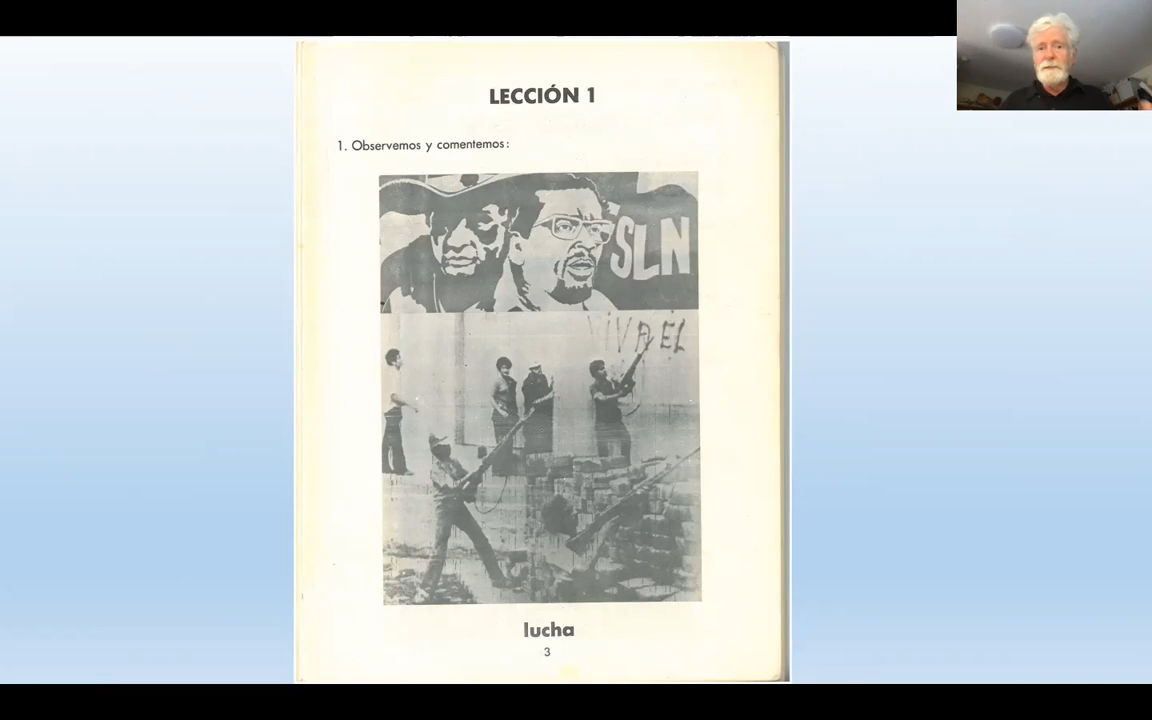 LECCIÓN 1
1. Observemos y comentemos:
SLN
VIVA EL
lucha
3